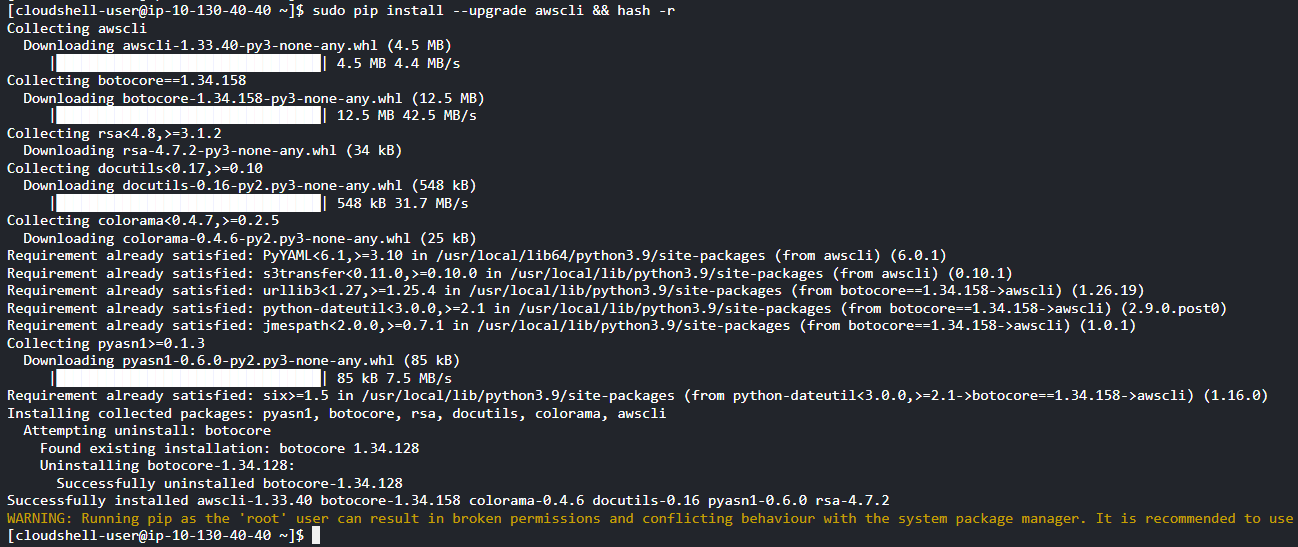 [cloudshell-user@ip-10-130-40-40 ~]$ sudo pip install --upgrade awscli && hash -r
Collecting awscli
  Downloading awscli-1.33.40-py3-none-any.whl (4.5 MB)
     |████████████████████████████████| 4.5 MB 4.4 MB/s
Collecting botocore==1.34.158
  Downloading botocore-1.34.158-py3-none-any.whl (12.5 MB)
     |████████████████████████████████| 12.5 MB 42.5 MB/s
Collecting rsa<4.8,>=3.1.2
  Downloading rsa-4.7.2-py3-none-any.whl (34 kB)
Collecting docutils<0.17,>=0.10
  Downloading docutils-0.16-py2.py3-none-any.whl (548 kB)
     |████████████████████████████████| 548 kB 31.7 MB/s
Collecting colorama<0.4.7,>=0.2.5
  Downloading colorama-0.4.6-py2.py3-none-any.whl (25 kB)
Requirement already satisfied: PyYAML<6.1,>=3.10 in /usr/local/lib64/python3.9/site-packages (from awscli) (6.0.1)
Requirement already satisfied: s3transfer<0.11.0,>=0.10.0 in /usr/local/lib/python3.9/site-packages (from awscli) (0.10.1)
Requirement already satisfied: urllib3<1.27,>=1.25.4 in /usr/local/lib/python3.9/site-packages (from botocore==1.34.158->awscli) (1.26.19)
Requirement already satisfied: python-dateutil<3.0.0,>=2.1 in /usr/local/lib/python3.9/site-packages (from botocore==1.34.158->awscli) (2.9.0.post0)
Requirement already satisfied: jmespath<2.0.0,>=0.7.1 in /usr/local/lib/python3.9/site-packages (from botocore==1.34.158->awscli) (1.0.1)
Collecting pyasn1>=0.1.3
  Downloading pyasn1-0.6.0-py2.py3-none-any.whl (85 kB)
     |████████████████████████████████| 85 kB 7.5 MB/s
Requirement already satisfied: six>=1.5 in /usr/local/lib/python3.9/site-packages (from python-dateutil<3.0.0,>=2.1->botocore==1.34.158->awscli) (1.16.0)
Installing collected packages: pyasn1, botocore, rsa, docutils, colorama, awscli
  Attempting uninstall: botocore
    Found existing installation: botocore 1.34.128
    Uninstalling botocore-1.34.128:
      Successfully uninstalled botocore-1.34.128
Successfully installed awscli-1.33.40 botocore-1.34.158 colorama-0.4.6 docutils-0.16 pyasn1-0.6.0 rsa-4.7.2
WARNING: Running pip as the 'root' user can result in broken permissions and conflicting behaviour with the system package manager. It is recommended to use
[cloudshell-user@ip-10-130-40-40 ~]$